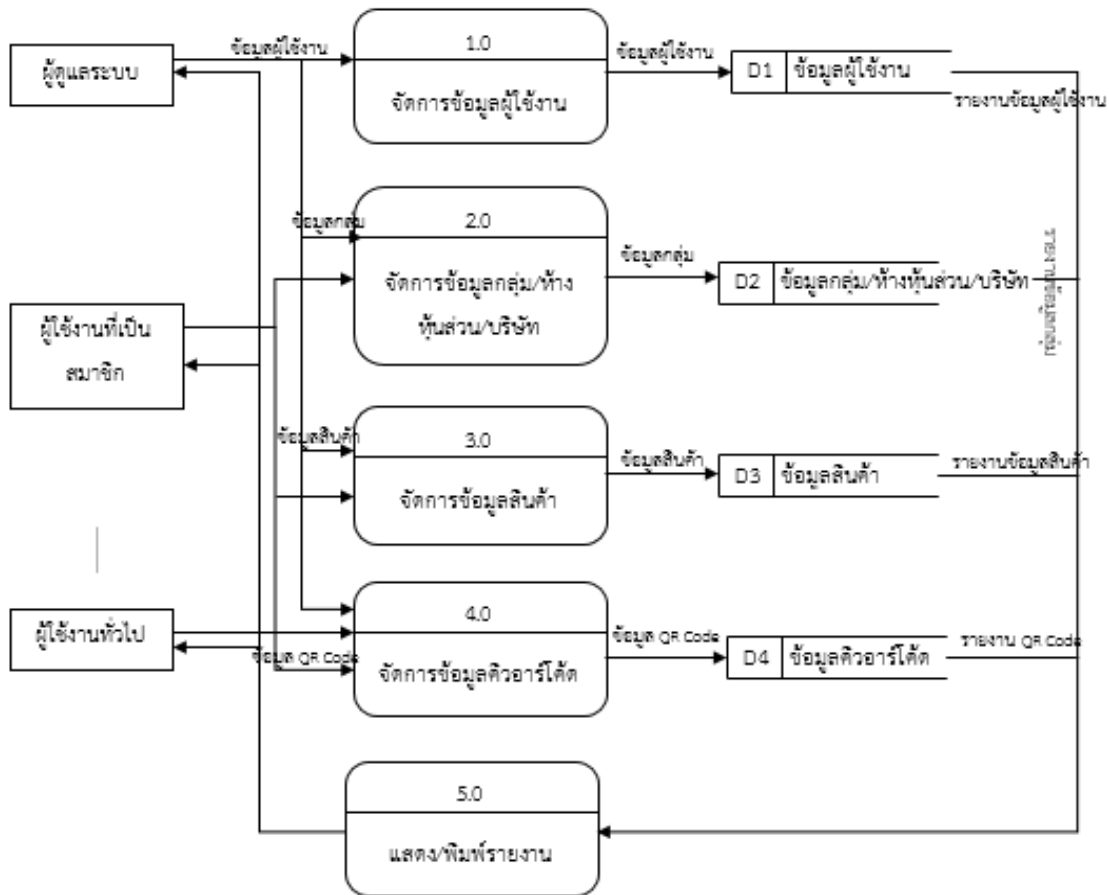 ผู้ดูแลระบบ
ข้อมูลผู้ใช้งาน
1.0
จัดการข้อมูลผู้ใช้งาน
ข้อมูลผู้ใช้งาน
D1 ข้อมูลผู้ใช้งาน
รายงานข้อมูลผู้ใช้งาน
ข้อมูลกลุ่ม
2.0
จัดการข้อมูลกลุ่ม/ห้าง
หุ้นส่วน/บริษัท
ข้อมูลกลุ่ม
D2 ข้อมูลกลุ่ม/ห้างหุ้นส่วน/บริษัท
รายงานข้อมูลกลุ่ม
ผู้ใช้งานที่เป็น
สมาชิก
ข้อมูลสินค้า
3.0
จัดการข้อมูลสินค้า
ข้อมูลสินค้า
D3 ข้อมูลสินค้า
รายงานข้อมูลสินค้า
ผู้ใช้งานทั่วไป
ข้อมูล QR Code
4.0
จัดการข้อมูลคิวอาร์โค้ด
ข้อมูล QR Code
D4 ข้อมูลคิวอาร์โค้ด
รายงาน QR Code
5.0
แสดง/พิมพ์รายงาน